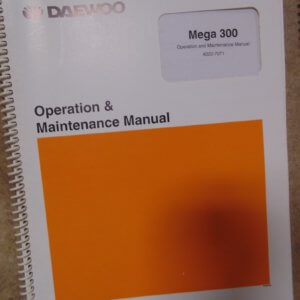 DAEWOO
Mega 300
Operation and Maintenance Manual
Operation &
Maintenance Manual